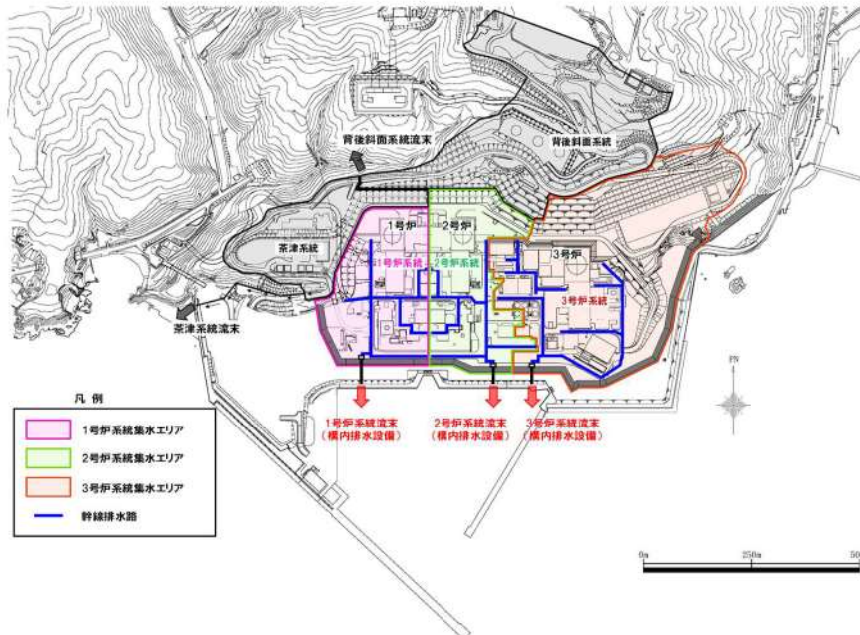 背後斜面系統流末
背後斜面系統
1号炉
2号炉
3号炉
茶津系統
1号炉系統
2号炉系統
3号炉系統
茶津系統流末
PN
1号炉系統流末
(構内排水設備)
2号炉系統流末
(構内排水設備)
3号炉系統流末
(構内排水設備)
凡 例
1号炉系統集水エリア
2号炉系統集水エリア
3号炉系統集水エリア
幹線排水路
0m
250m